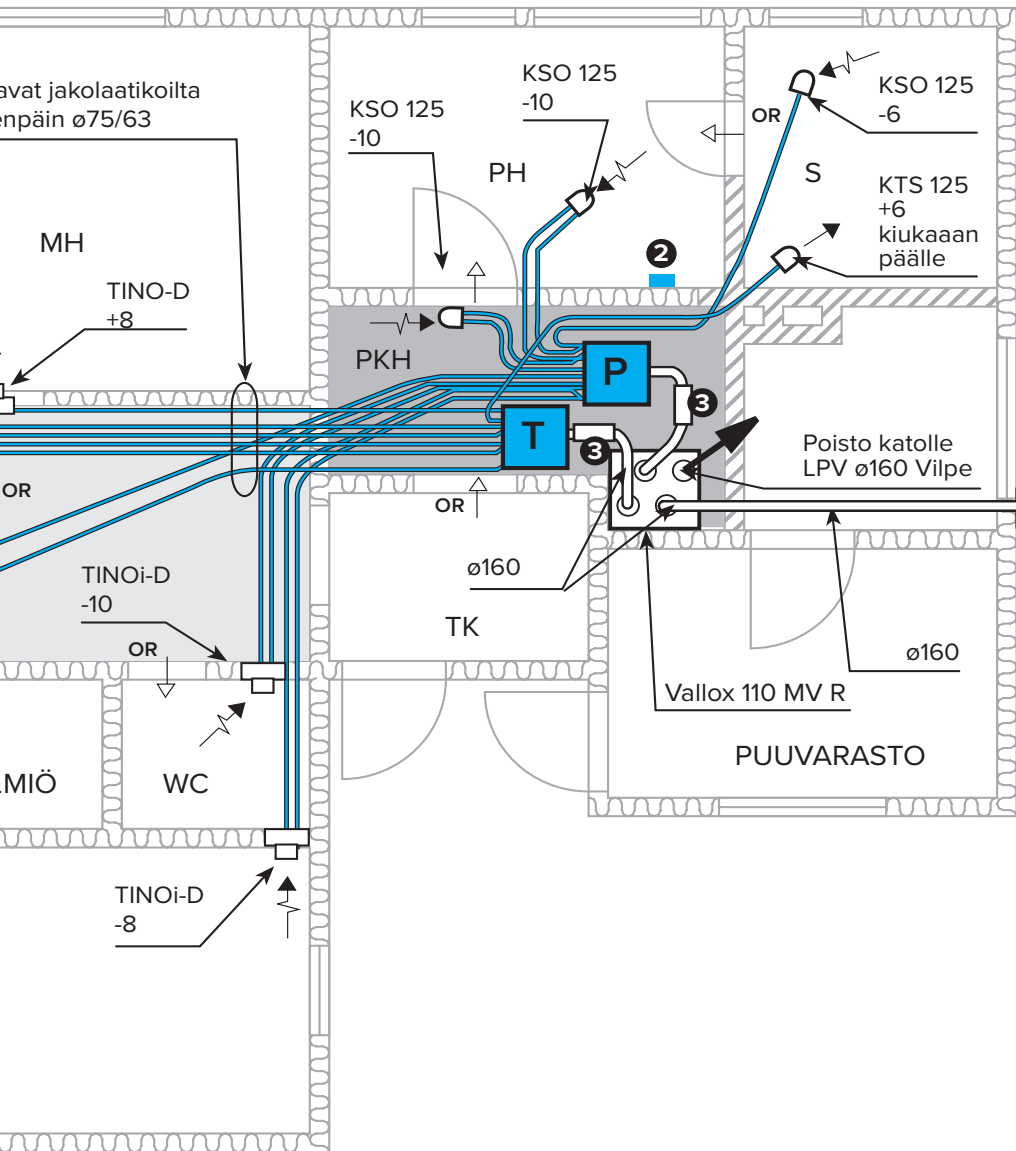 avat jakolaatikoilta
enpäin ø75/63
KSO 125
-10
KSO 125
-10
KSO 125
-6
OR
PH
S
KTS 125
+6
kiukaaan
päälle
MH
2
TINO-D
+8
PKH
P
3
T
3
Poisto katolle
LPV ø160 Vilpe
OR
OR
ø160
TINOi-D
-10
TK
OR
ø160
Vallox 110 MV R
PUUVARASTO
MIÖ
WC
TINOi-D
-8